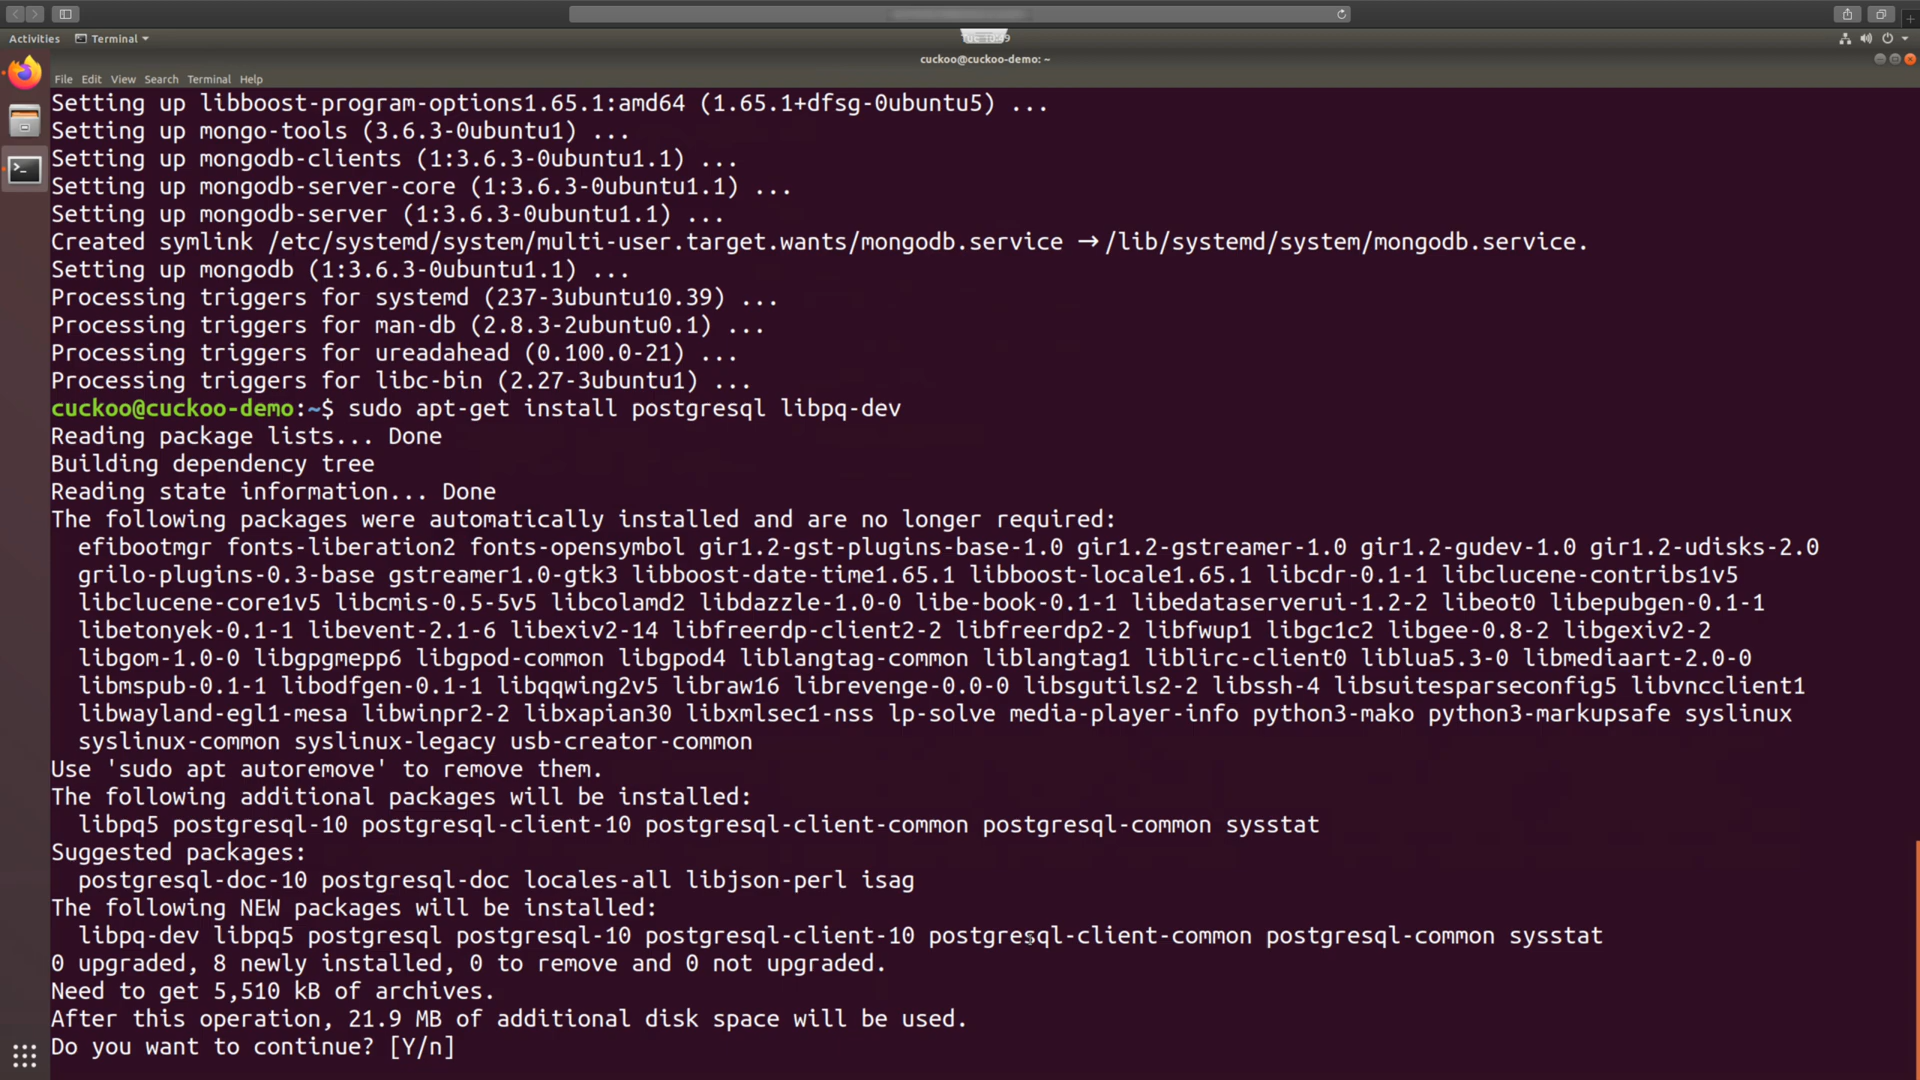 Activities Terminal
cuckoo@cuckoo-demo: ~
File Edit View Search Terminal Help
Setting up libboost-program-options1.65.1:amd64 (1.65.1+dfsg-0ubuntu5) ...
Setting up mongo-tools (3.6.3-0ubuntu1) ...
Setting up mongodb-clients (1:3.6.3-0ubuntu1.1) ...
Setting up mongodb-server-core (1:3.6.3-0ubuntu1.1) ...
Setting up mongodb-server (1:3.6.3-0ubuntu1.1) ...
Created symlink /etc/systemd/system/multi-user.target.wants/mongodb.service → /lib/systemd/system/mongodb.service.
Setting up mongodb (1:3.6.3-0ubuntu1.1) ...
Processing triggers for systemd (237-3ubuntu10.39) ...
Processing triggers for man-db (2.8.3-2ubuntu0.1) ...
Processing triggers for ureadahead (0.100.0-21) ...
Processing triggers for libc-bin (2.27-3ubuntu1) ...
cuckoo@cuckoo-demo:~$ sudo apt-get install postgresql libpq-dev
Reading package lists... Done
Building dependency tree
Reading state information... Done
The following packages were automatically installed and are no longer required:
efibootmgr fonts-liberation2 fonts-opensymbol gir1.2-gst-plugins-base-1.0 gir1.2-gstreamer-1.0 gir1.2-gudev-1.0 gir1.2-udisks-2.0
grilo-plugins-0.3-base gstreamer1.0-gtk3 libboost-date-time1.65.1 libboost-locale1.65.1 libcdr-0.1-1 libclucene-contribs1v5
libclucene-core1v5 libcmis-0.5-5v5 libcolamd2 libdazzle-1.0-0 libe-book-0.1-1 libedataserverui-1.2-2 libeot0 libepubgen-0.1-1
libetonyek-0.1-1 libevent-2.1-6 libexiv2-14 libfreerdp-client2-2 libfreerdp2-2 libfwup1 libgc1c2 libgee-0.8-2 libgexiv2-2
libgom-1.0-0 libgpgmepp6 libgpod-common libgpod4 liblangtag-common liblangtag1 liblirc-client0 liblua5.3-0 libmediaart-2.0-0
libmspub-0.1-1 libodfgen-0.1-1 libqqwing2v5 libraw16 librevenge-0.0-0 libsgutils2-2 libssh-4 libsuitesparseconfig5 libvncclient1
libwayland-egl1-mesa libwinpr2-2 libxapian30 libxmlsec1-nss lp-solve media-player-info python3-mako python3-markupsafe syslinux
syslinux-common syslinux-legacy usb-creator-common
Use 'sudo apt autoremove' to remove them.
The following additional packages will be installed:
libpq5 postgresql-10 postgresql-client-10 postgresql-client-common postgresql-common sysstat
Suggested packages:
postgresql-doc-10 postgresql-doc locales-all libjson-perl isag
The following NEW packages will be installed:
libpq-dev libpq5 postgresql postgresql-10 postgresql-client-10 postgresql-client-common postgresql-common sysstat
0 upgraded, 8 newly installed, 0 to remove and 0 not upgraded.
Need to get 5,510 kB of archives.
After this operation, 21.9 MB of additional disk space will be used.
Do you want to continue? [Y/n]